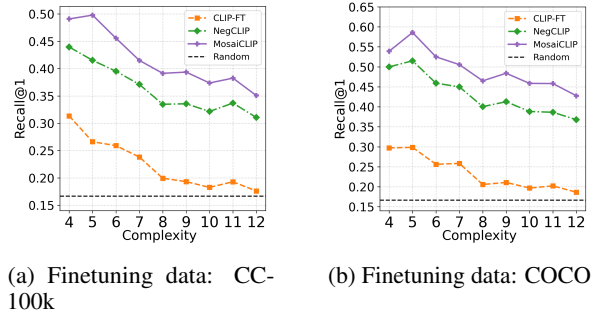 0.50
0.45
0.40
0.35
0.30
0.25
0.20
0.15
Recall@1
CLIP-FT
NegCLIP
MosaiCLIP
Random
4 5 6 7 8 9 10 11 12
Complexity
(a) Finetuning data: CC-
100k
0.65
0.60
0.55
0.50
0.45
0.40
0.35
0.30
0.25
0.20
0.15
Recall@1
CLIP-FT
NegCLIP
MosaiCLIP
Random
4 5 6 7 8 9 10 11 12
Complexity
(b) Finetuning data: COCO